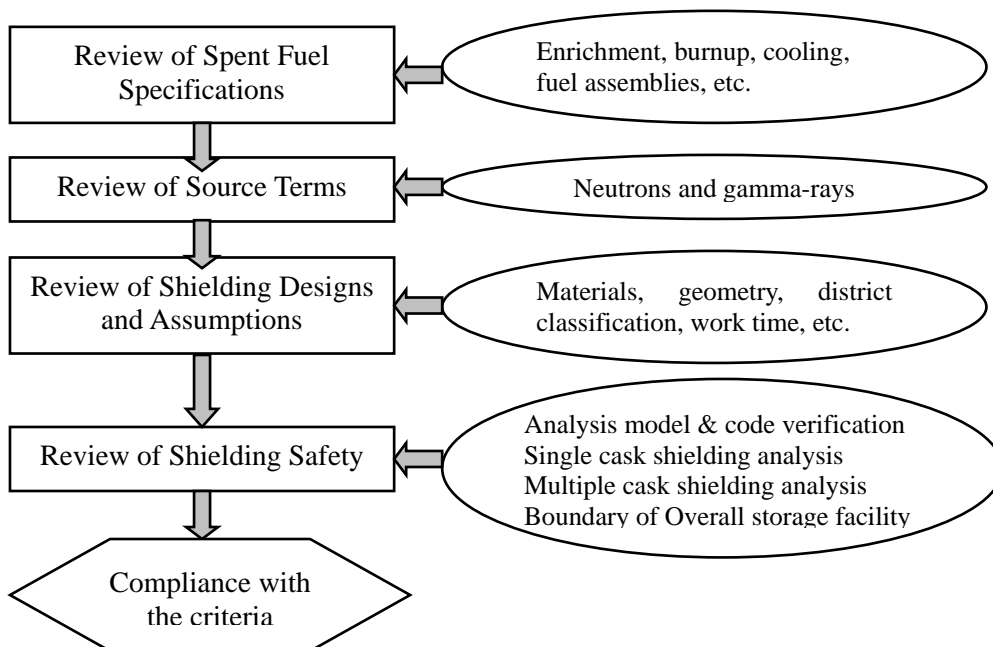 Review of Spent Fuel
Specifications
Enrichment, burnup, cooling,
fuel assemblies, etc.
Review of Source Terms
Neutrons and gamma-rays
Review of Shielding Designs
and Assumptions
Materials, geometry, district
classification, work time, etc.
Review of Shielding Safety
Analysis model & code verification
Single cask shielding analysis
Multiple cask shielding analysis
Boundary of Overall storage facility
Compliance with
the criteria